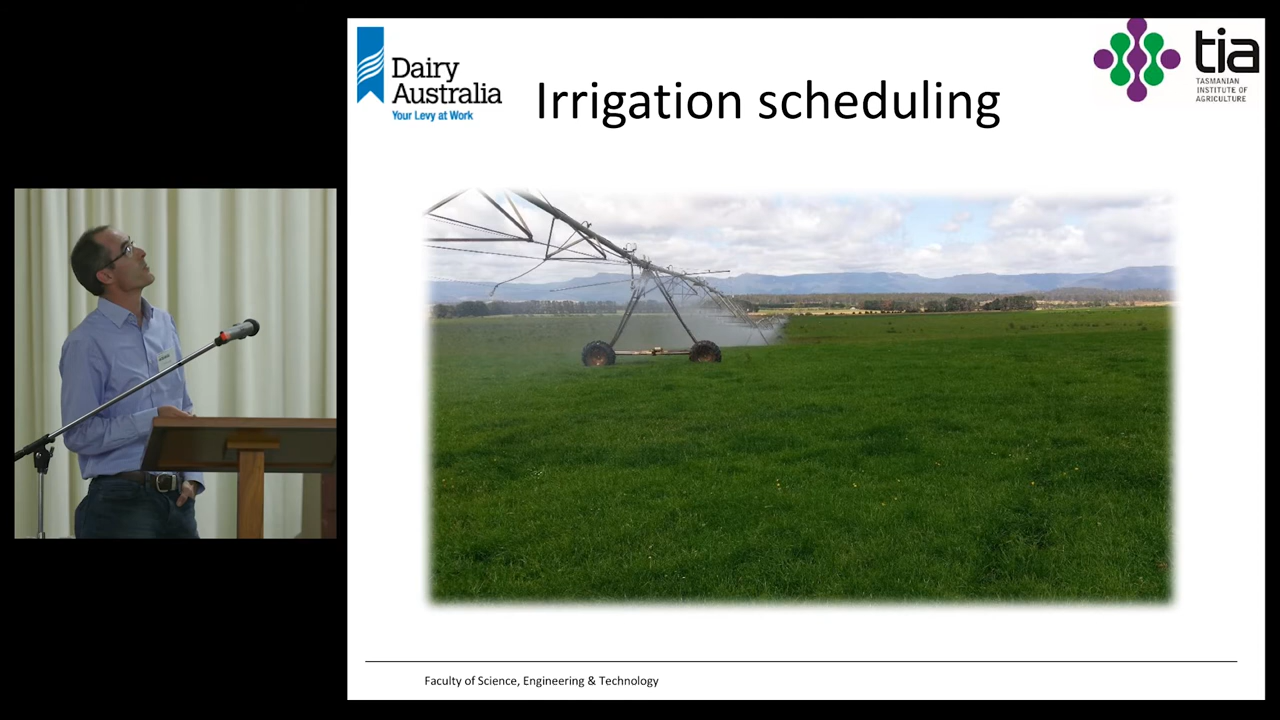 Dairy
Australia
Your Levy at Work
Irrigation scheduling
tia
TASMANIAN
INSTITUTE OF
AGRICULTURE
Faculty of Science, Engineering & Technology